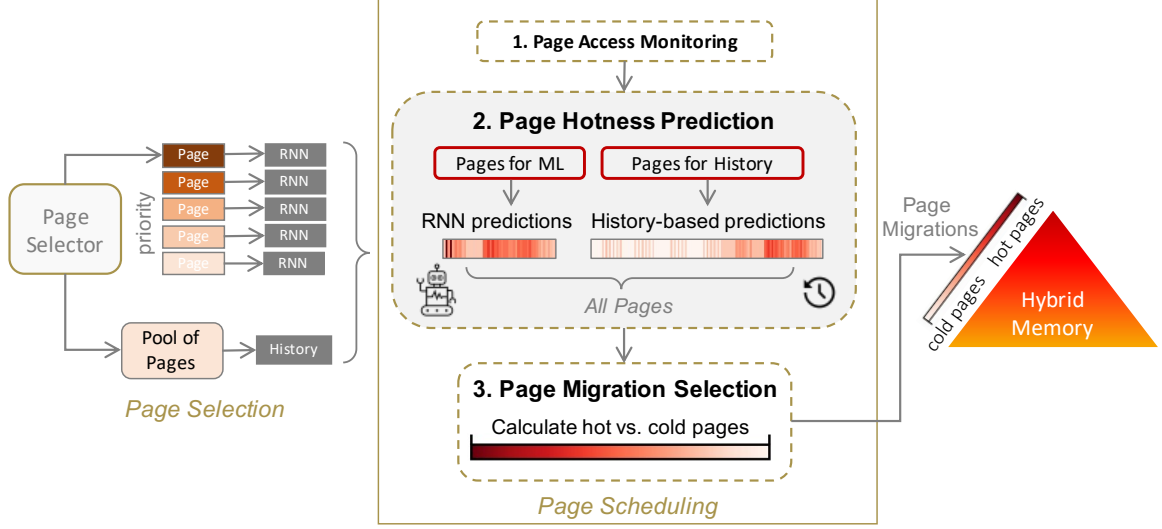 Page
Selector
priority
Page
RNN
Page
RNN
Page
RNN
Page
RNN
Page
RNN
Pool of
Pages
History
Page Selection
1. Page Access Monitoring
2. Page Hotness Prediction
Pages for ML
Pages for History
RNN predictions
History-based predictions
All Pages
3. Page Migration Selection
Calculate hot vs. cold pages
Page Scheduling
Page
Migrations
cold pages
hot pages
Hybrid
Memory